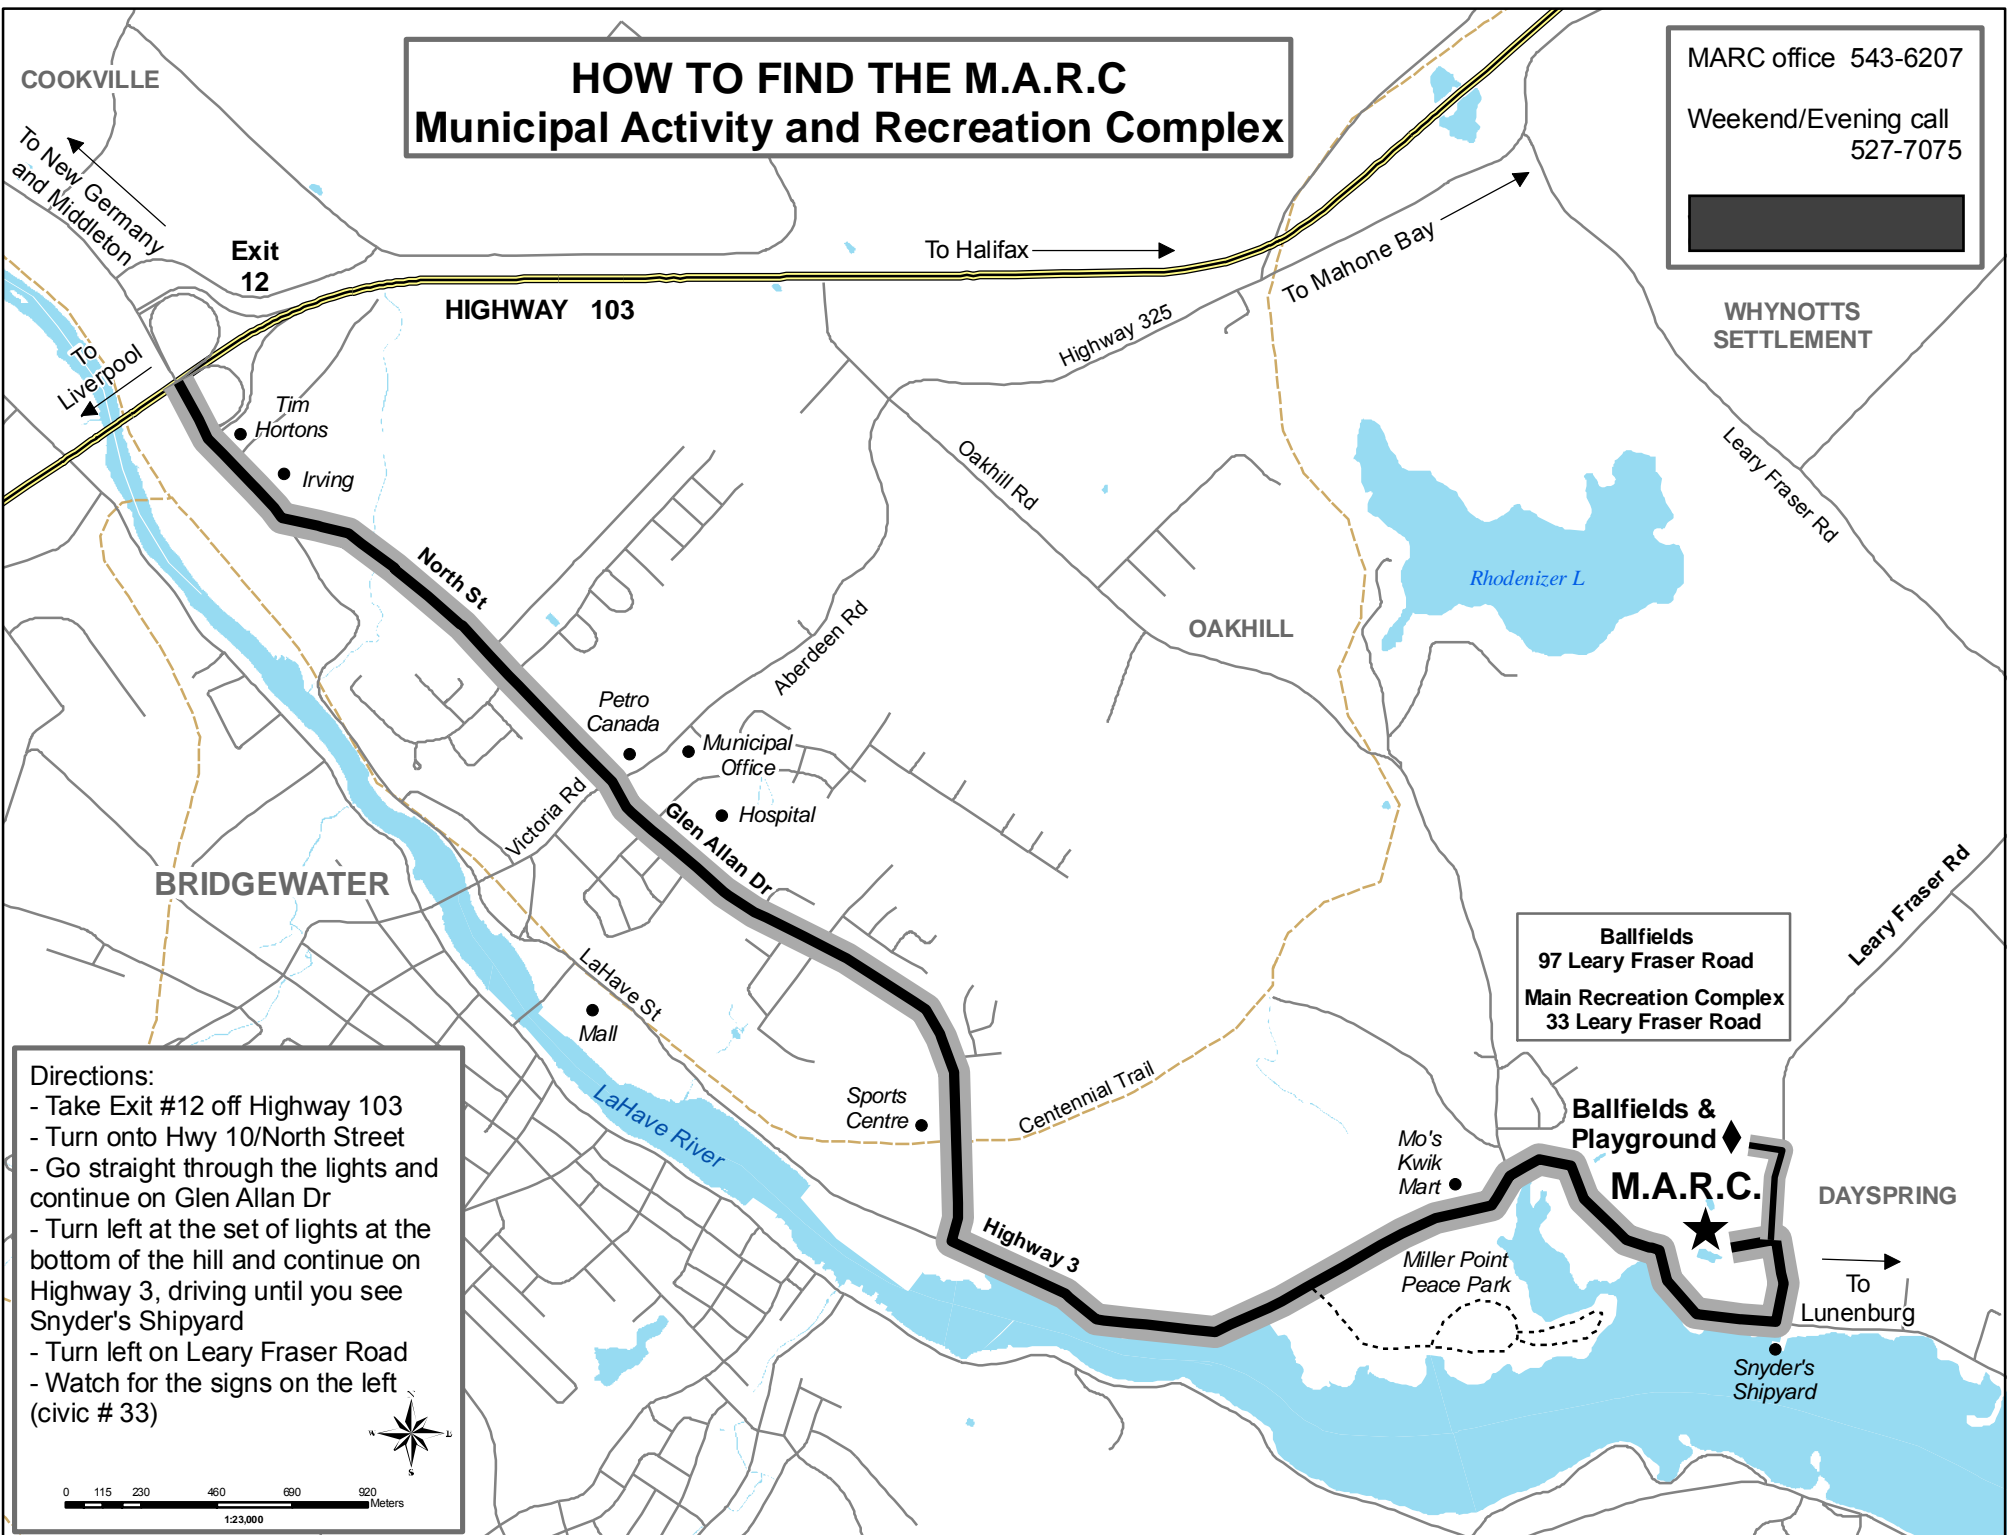 HOW TO FIND THE M.A.R.C
Municipal Activity and Recreation Complex
MARC office 543-6207
Weekend/Evening call
527-7075
COOKVILLE
To New Germany
and Middleton
Exit
12
HIGHWAY 103
To Halifax
To Mahone Bay
Highway 325
WHYNOTTS
SETTLEMENT
To
Liverpool
Tim
Hortons
Irving
North St
Oakhill Rd
Leary Fraser Rd
Rhodenizer L
OAKHILL
Aberdeen Rd
Petro
Canada
Municipal
Office
Hospital
Victoria Rd
Glen Allan Dr
BRIDGEWATER
LaHave St
Mall
LaHave River
Sports
Centre
Centennial Trail
Leary Fraser Rd
Ballfields
97 Leary Fraser Road
Main Recreation Complex
33 Leary Fraser Road
Ballfields &
Playground
M.A.R.C.
Mo's
Kwik
Mart
DAYSPRING
Highway 3
Miller Point
Peace Park
To
Lunenburg
Snyder's
Shipyard
Directions:
- Take Exit #12 off Highway 103
- Turn onto Hwy 10/North Street
- Go straight through the lights and
continue on Glen Allan Dr
- Turn left at the set of lights at the
bottom of the hill and continue on
Highway 3, driving until you see
Snyder's Shipyard
- Turn left on Leary Fraser Road
- Watch for the signs on the left
(civic # 33)
N
W E
S
0 115 230 460 690 920
Meters
1:23,000